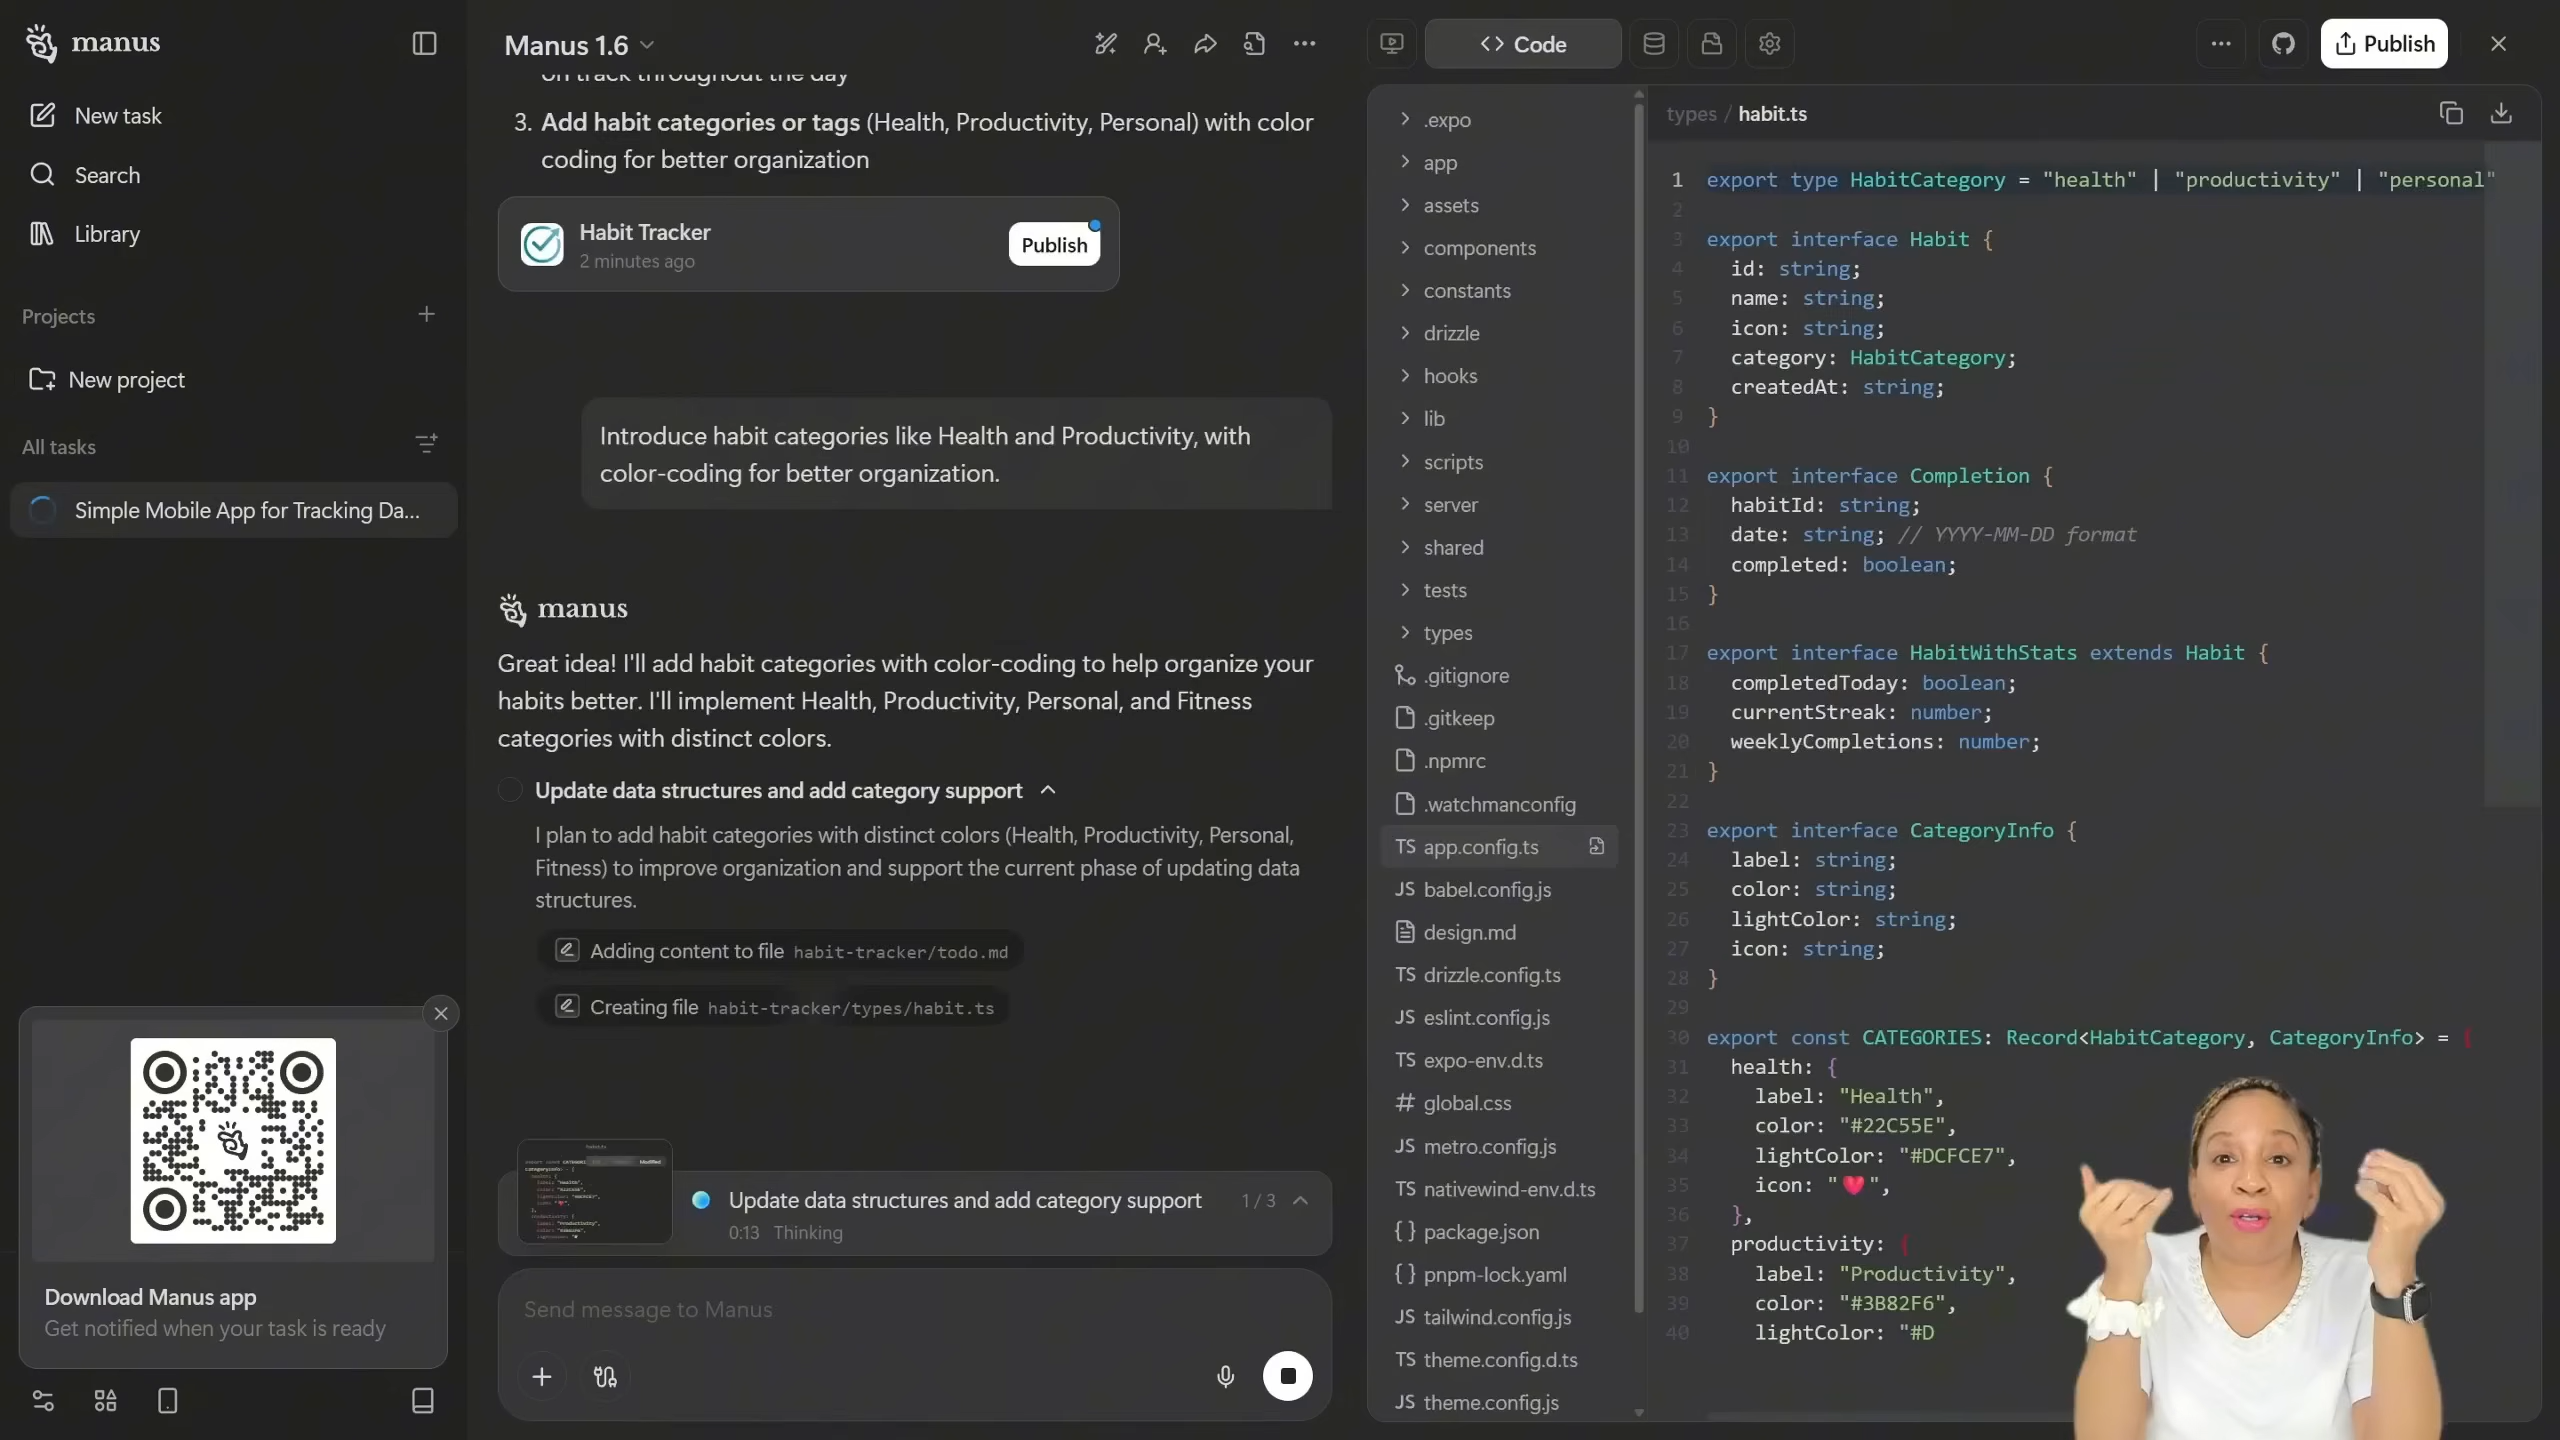 manus
New task
Search
Library
Projects
New project
All tasks
Simple Mobile App for Tracking Da...
Download Manus app
Get notified when your task is ready
Manus 1.6
on track throughout the day
3. Add habit categories or tags (Health, Productivity, Personal) with color
coding for better organization
Habit Tracker
2 minutes ago
Publish
Introduce habit categories like Health and Productivity, with
color-coding for better organization.
manus
Great idea! I'll add habit categories with color-coding to help organize your
habits better. I'll implement Health, Productivity, Personal, and Fitness
categories with distinct colors.
Update data structures and add category support
I plan to add habit categories with distinct colors (Health, Productivity, Personal,
Fitness) to improve organization and support the current phase of updating data
structures.
Adding content to file habit-tracker/todo.md
Creating file habit-tracker/types/habit.ts
Update data structures and add category support 1 / 3
0:13 Thinking
Send message to Manus
Code
Publish
.expo
app
assets
components
constants
drizzle
hooks
lib
scripts
server
shared
tests
types
.gitignore
.gitkeep
.npmrc
.watchmanconfig
TS app.config.ts
JS babel.config.js
design.md
TS drizzle.config.ts
JS eslint.config.js
TS expo-env.d.ts
# global.css
JS metro.config.js
TS nativewind-env.d.ts
{} package.json
{} pnpm-lock.yaml
JS tailwind.config.js
TS theme.config.d.ts
JS theme.config.js
types / habit.ts
1 export type HabitCategory = "health" | "productivity" | "personal"
2
3 export interface Habit {
4 id: string;
5 name: string;
6 icon: string;
7 category: HabitCategory;
8 createdAt: string;
9 }
10
11 export interface Completion {
12 habitId: string;
13 date: string; // YYYY-MM-DD format
14 completed: boolean;
15 }
16
17 export interface HabitWithStats extends Habit {
18 completedToday: boolean;
19 currentStreak: number;
20 weeklyCompletions: number;
21 }
22
23 export interface CategoryInfo {
24 label: string;
25 color: string;
26 lightColor: string;
27 icon: string;
28 }
29
30 export const CATEGORIES: Record<HabitCategory, CategoryInfo> = {
31 health: {
32 label: "Health",
33 color: "#22C55E",
34 lightColor: "#DCFCE7",
35 icon: "❤️",
36 },
37 productivity: {
38 label: "Productivity",
39 color: "#3B82F6",
40 lightColor: "#D